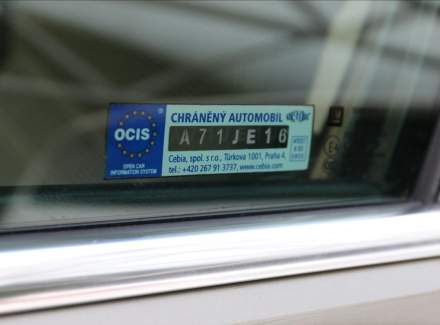 OCIS
OPEN CAR
INFORMATION SYSTEM
CHRÁNĚNÝ AUTOMOBIL
A71JE16
Cebia, spol. s r.o., Türkova 1001, Praha 4,
tel.: +420 267 91 3737, www.cebia.com